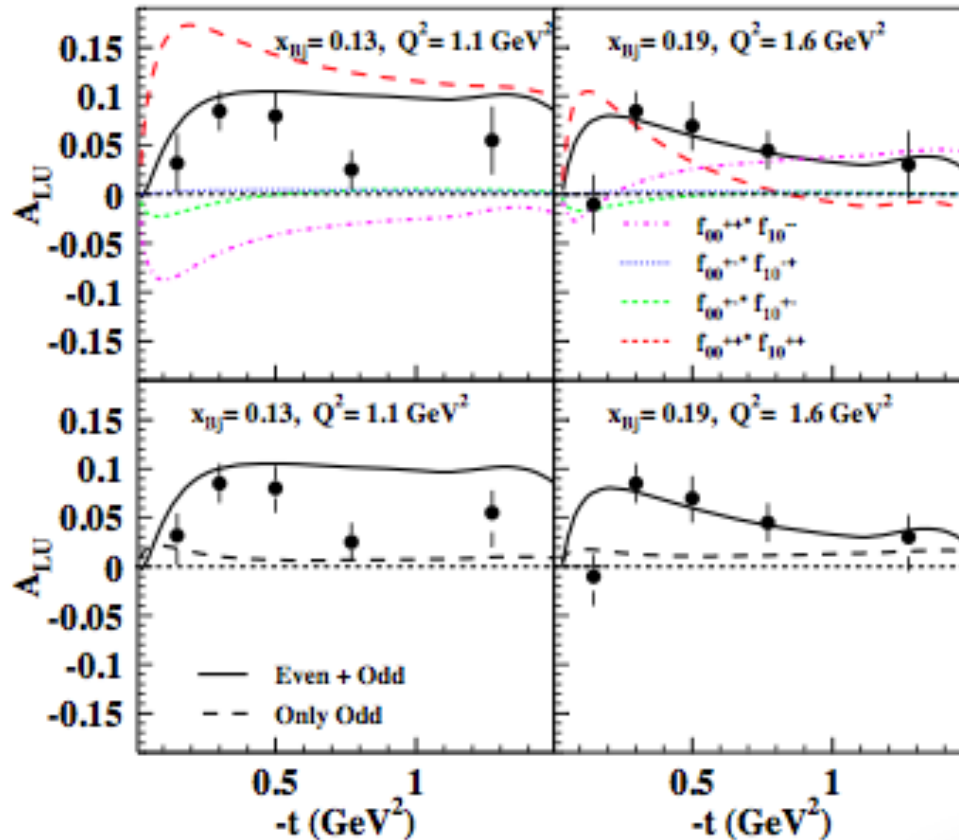 x_Bj = 0.13, Q² = 1.1 GeV²
x_Bj = 0.19, Q² = 1.6 GeV²
0.15
0.1
0.05
0
-0.05
-0.1
-0.15
A_LU
f₀₀⁺⁺* f₁₀⁻⁻
f₀₀⁺⁻* f₁₀⁻⁺
f₀₀⁺⁻* f₁₀⁺⁻
f₀₀⁺⁺* f₁₀⁺⁺
x_Bj = 0.13, Q² = 1.1 GeV²
x_Bj = 0.19, Q² = 1.6 GeV²
0.15
0.1
0.05
0
-0.05
-0.1
-0.15
A_LU
Even + Odd
Only Odd
0.5 1 0.5 1
-t (GeV²) -t (GeV²)